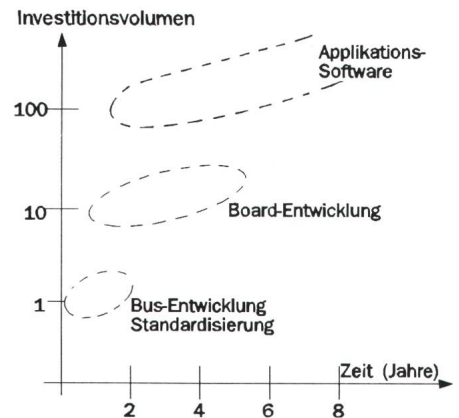 Investitionsvolumen
Applikations-
Software
100
10
Board-Entwicklung
1
Bus-Entwicklung
Standardisierung
Zeit (Jahre)
2 4 6 8